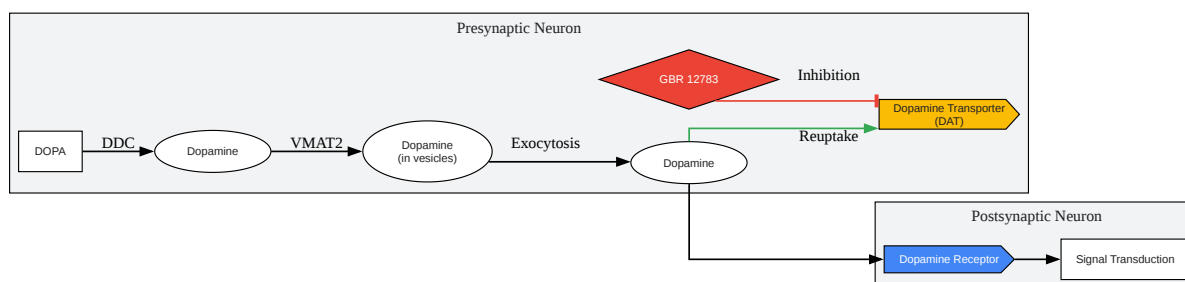 Presynaptic Neuron
GBR 12783
Inhibition
Dopamine Transporter
(DAT)
Reuptake
DOPA
DDC
Dopamine
VMAT2
Dopamine
(in vesicles)
Exocytosis
Dopamine
Postsynaptic Neuron
Dopamine Receptor
Signal Transduction